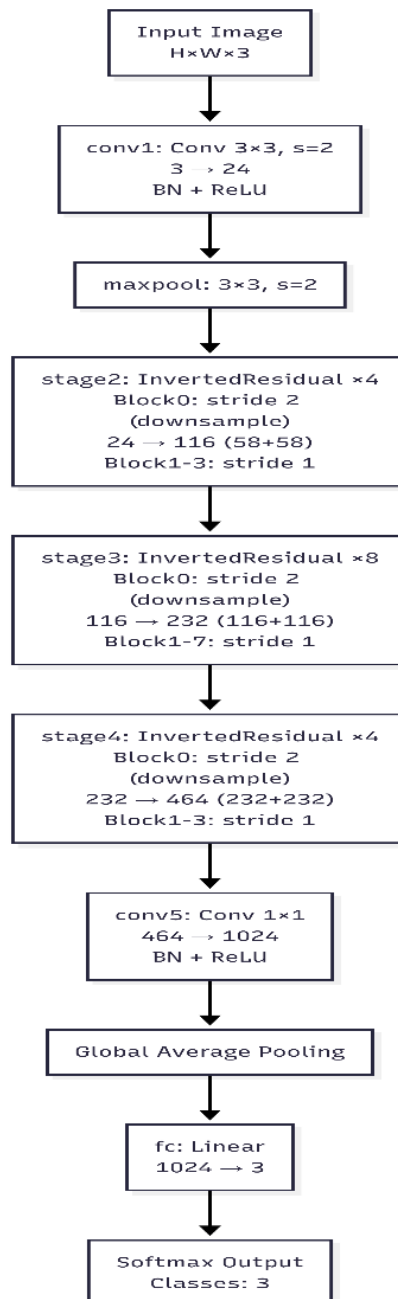 Input Image
H×W×3
conv1: Conv 3×3, s=2
3 → 24
BN + ReLU
maxpool: 3×3, s=2
stage2: InvertedResidual ×4
Block0: stride 2
(downsample)
24 → 116 (58+58)
Block1-3: stride 1
stage3: InvertedResidual ×8
Block0: stride 2
(downsample)
116 → 232 (116+116)
Block1-7: stride 1
stage4: InvertedResidual ×4
Block0: stride 2
(downsample)
232 → 464 (232+232)
Block1-3: stride 1
conv5: Conv 1×1
464 → 1024
BN + ReLU
Global Average Pooling
fc: Linear
1024 → 3
Softmax Output
Classes: 3